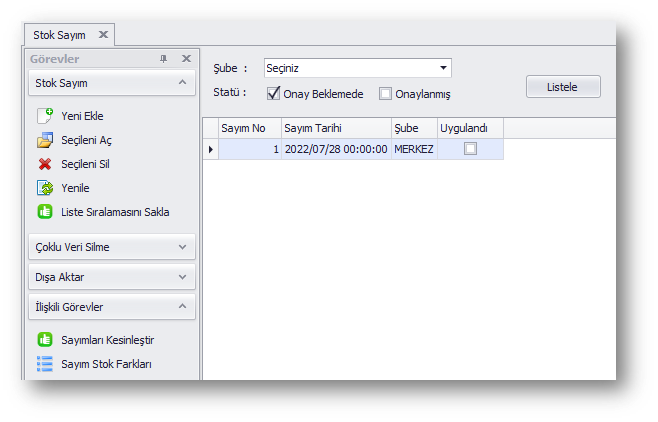 Stok Sayım
Görevler
Stok Sayım
Yeni Ekle
Seçileni Aç
Seçileni Sil
Yenile
Liste Sıralamasını Sakla
Çoklu Veri Silme
Dışa Aktar
İlişkili Görevler
Sayımları Kesinleştir
Sayım Stok Farkları
Şube : Seçiniz
Statü : Onay Beklemede Onaylanmış
Listele
Sayım No Sayım Tarihi Şube Uygulandı
1 2022/07/28 00:00:00 MERKEZ